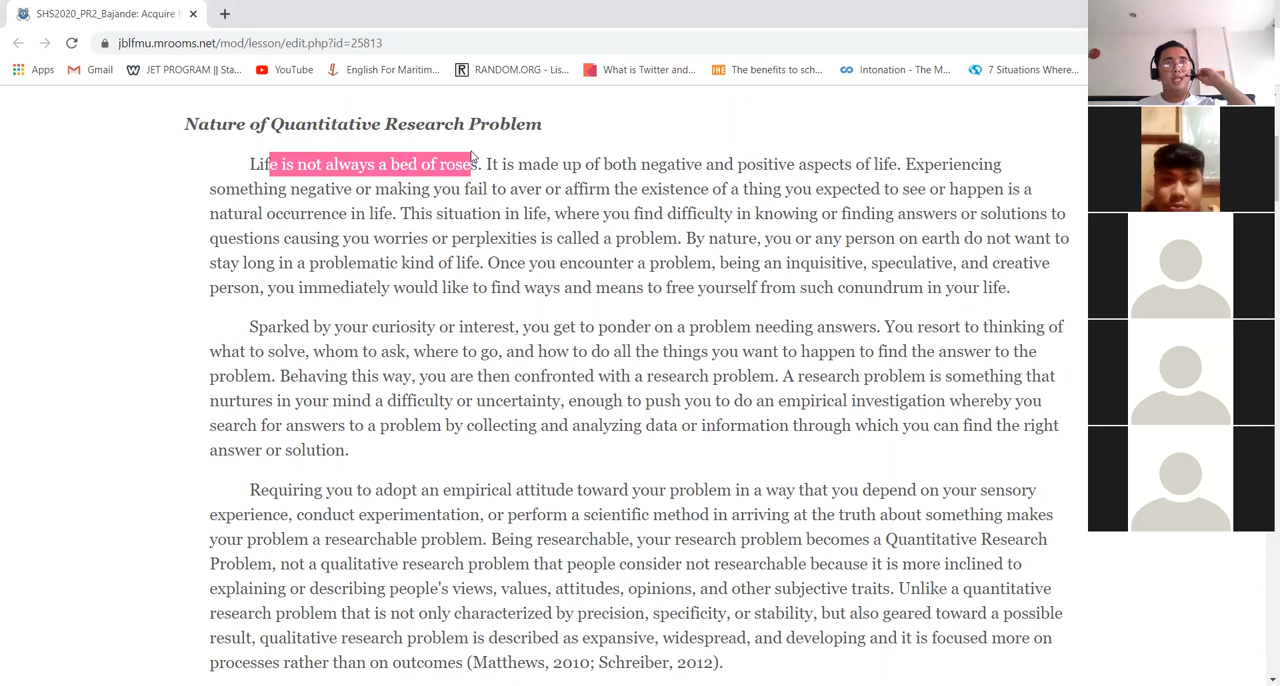 SHS2020_PR2_Bajande: Acquire
jblfmu.mrooms.net/mod/lesson/edit.php?id=25813
Apps Gmail JET PROGRAM || Sta... YouTube English For Maritim... RANDOM.ORG - Lis... What is Twitter and... The benefits to sch... Intonation - The M... 7 Situations Where...
Nature of Quantitative Research Problem
Life is not always a bed of roses. It is made up of both negative and positive aspects of life. Experiencing
something negative or making you fail to aver or affirm the existence of a thing you expected to see or happen is a
natural occurrence in life. This situation in life, where you find difficulty in knowing or finding answers or solutions to
questions causing you worries or perplexities is called a problem. By nature, you or any person on earth do not want to
stay long in a problematic kind of life. Once you encounter a problem, being an inquisitive, speculative, and creative
person, you immediately would like to find ways and means to free yourself from such conundrum in your life.
Sparked by your curiosity or interest, you get to ponder on a problem needing answers. You resort to thinking of
what to solve, whom to ask, where to go, and how to do all the things you want to happen to find the answer to the
problem. Behaving this way, you are then confronted with a research problem. A research problem is something that
nurtures in your mind a difficulty or uncertainty, enough to push you to do an empirical investigation whereby you
search for answers to a problem by collecting and analyzing data or information through which you can find the right
answer or solution.
Requiring you to adopt an empirical attitude toward your problem in a way that you depend on your sensory
experience, conduct experimentation, or perform a scientific method in arriving at the truth about something makes
your problem a researchable problem. Being researchable, your research problem becomes a Quantitative Research
Problem, not a qualitative research problem that people consider not researchable because it is more inclined to
explaining or describing people's views, values, attitudes, opinions, and other subjective traits. Unlike a quantitative
research problem that is not only characterized by precision, specificity, or stability, but also geared toward a possible
result, qualitative research problem is described as expansive, widespread, and developing and it is focused more on
processes rather than on outcomes (Matthews, 2010; Schreiber, 2012).